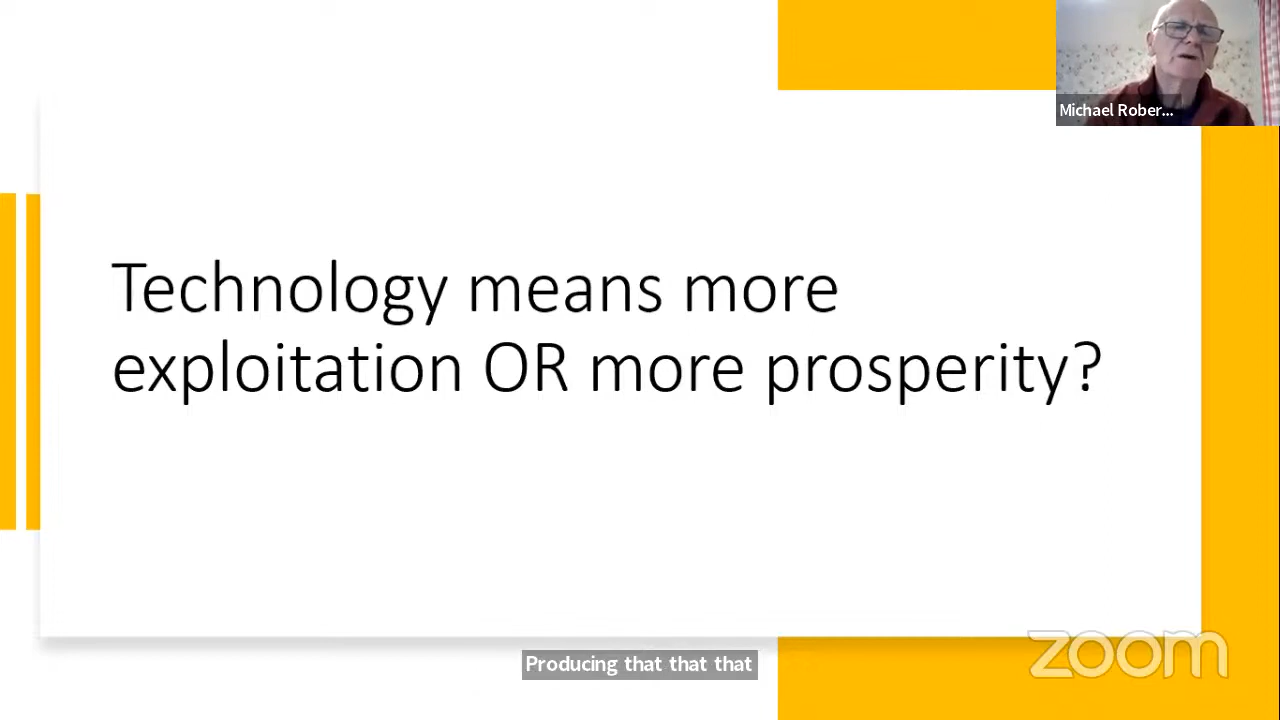 Michael Rober...
Technology means more
exploitation OR more prosperity?
Producing that that that
zoom